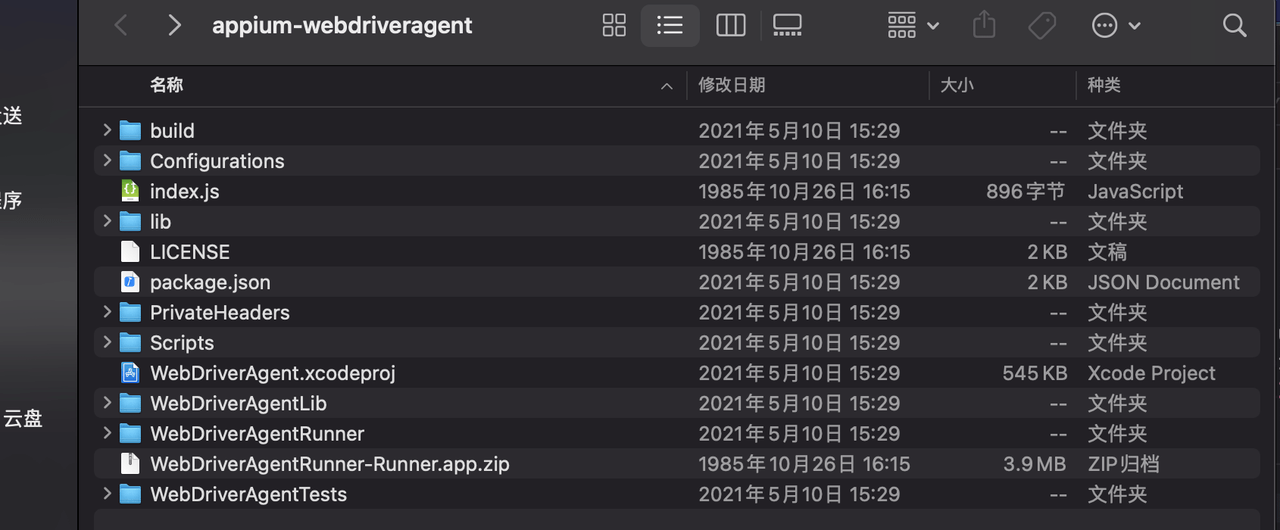 appium-webdriveragent
名称 修改日期 大小 种类
build 2021年5月10日 15:29 -- 文件夹
Configurations 2021年5月10日 15:29 -- 文件夹
index.js 1985年10月26日 16:15 896字节 JavaScript
lib 2021年5月10日 15:29 -- 文件夹
LICENSE 1985年10月26日 16:15 2 KB 文稿
package.json 2021年5月10日 15:29 2 KB JSON Document
PrivateHeaders 2021年5月10日 15:29 -- 文件夹
Scripts 2021年5月10日 15:29 -- 文件夹
WebDriverAgent.xcodeproj 2021年5月10日 15:29 545 KB Xcode Project
WebDriverAgentLib 2021年5月10日 15:29 -- 文件夹
WebDriverAgentRunner 2021年5月10日 15:29 -- 文件夹
WebDriverAgentRunner-Runner.app.zip 1985年10月26日 16:15 3.9 MB ZIP归档
WebDriverAgentTests 2021年5月10日 15:29 -- 文件夹
送
序
云盘